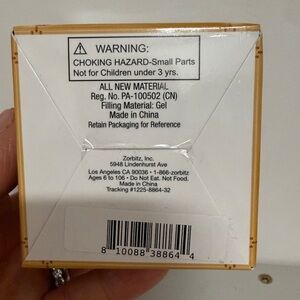 ⚠ WARNING:
CHOKING HAZARD-Small Parts
Not for Children under 3 yrs.
ALL NEW MATERIAL
Reg. No. PA-100502 (CN)
Filling Material: Gel
Made in China
Retain Packaging for Reference
Zorbitz, Inc.
5948 Lindenhurst Ave
Los Angeles CA 90036 • 1-866-zorbitz
Ages 6 to 106 • Do Not Eat. Not Food.
Made in China
Tracking #1225-8864-32
8 10088 38864 4